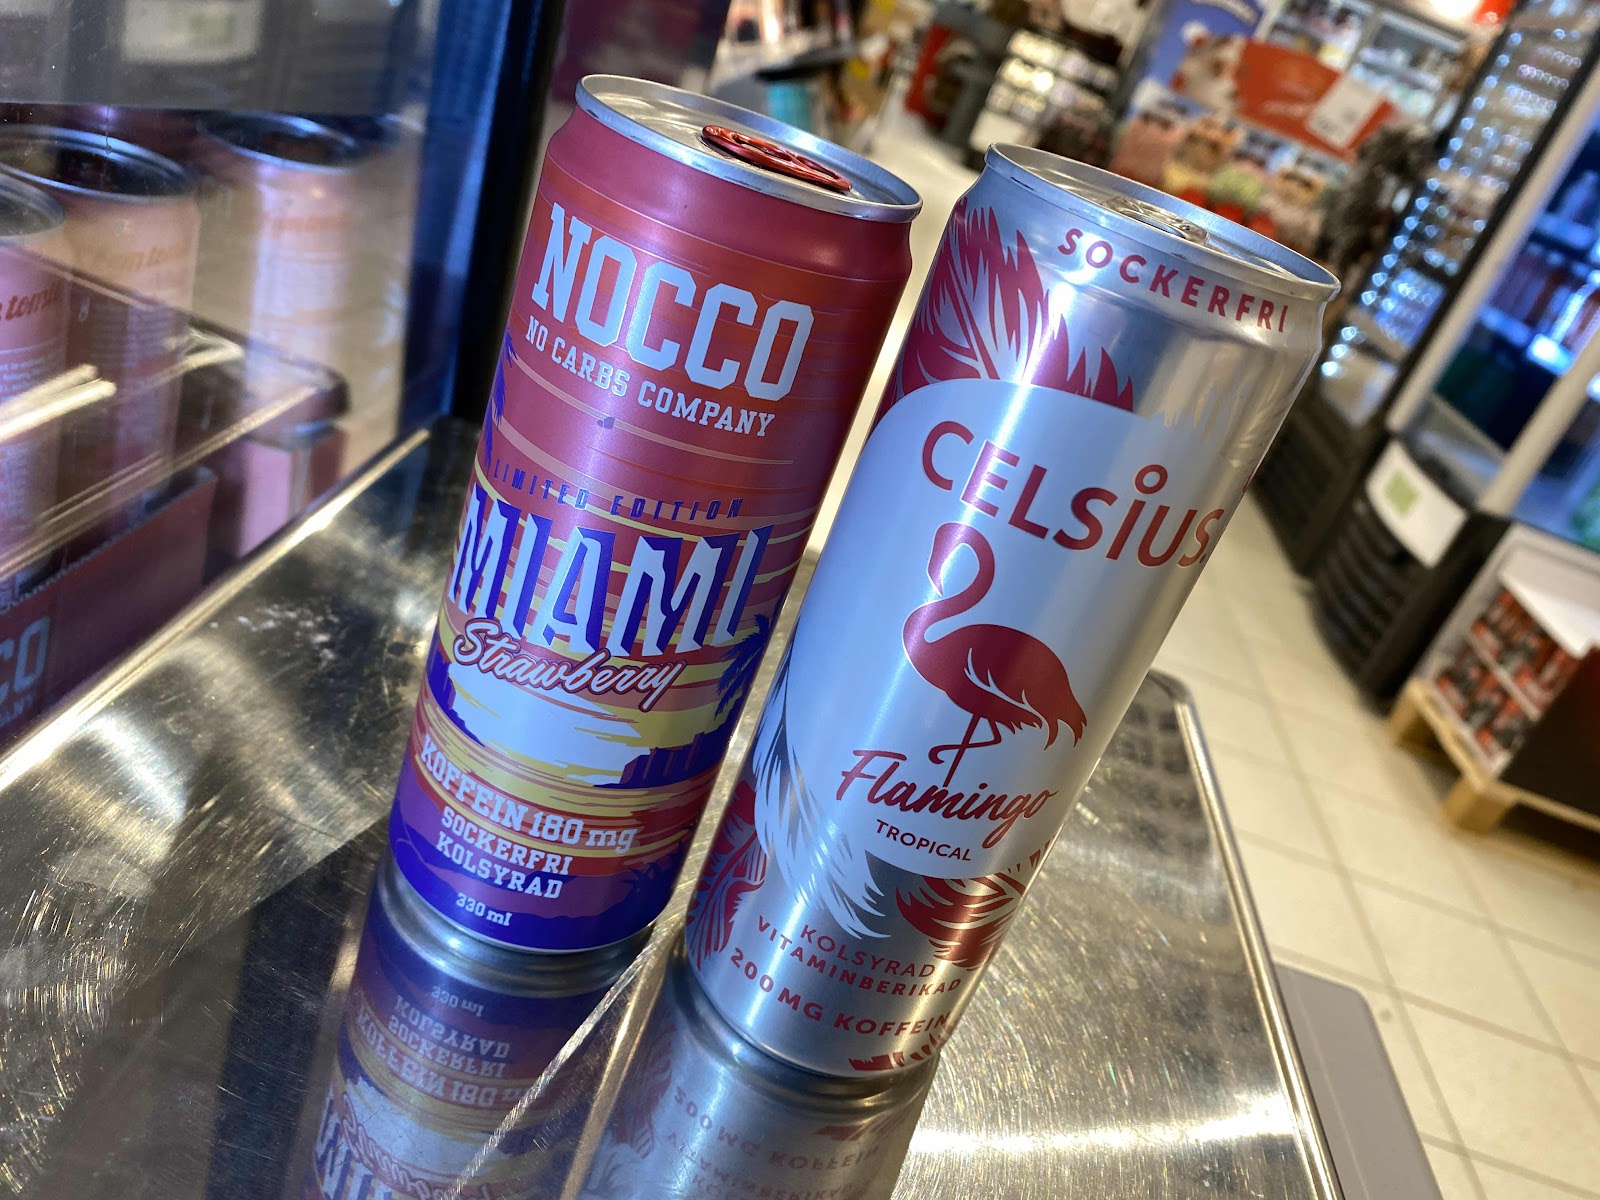 NOCCO
NO CARBS COMPANY
LIMITED EDITION
MIAMI
Strawberry
KOFFEIN 180 mg
SOCKERFRI
KOLSYRAD
330 ml
SOCKERFRI
CELSIUS.
Flamingo
TROPICAL
KOLSYRAD
VITAMINBERIKAD
200 MG KOFFEIN